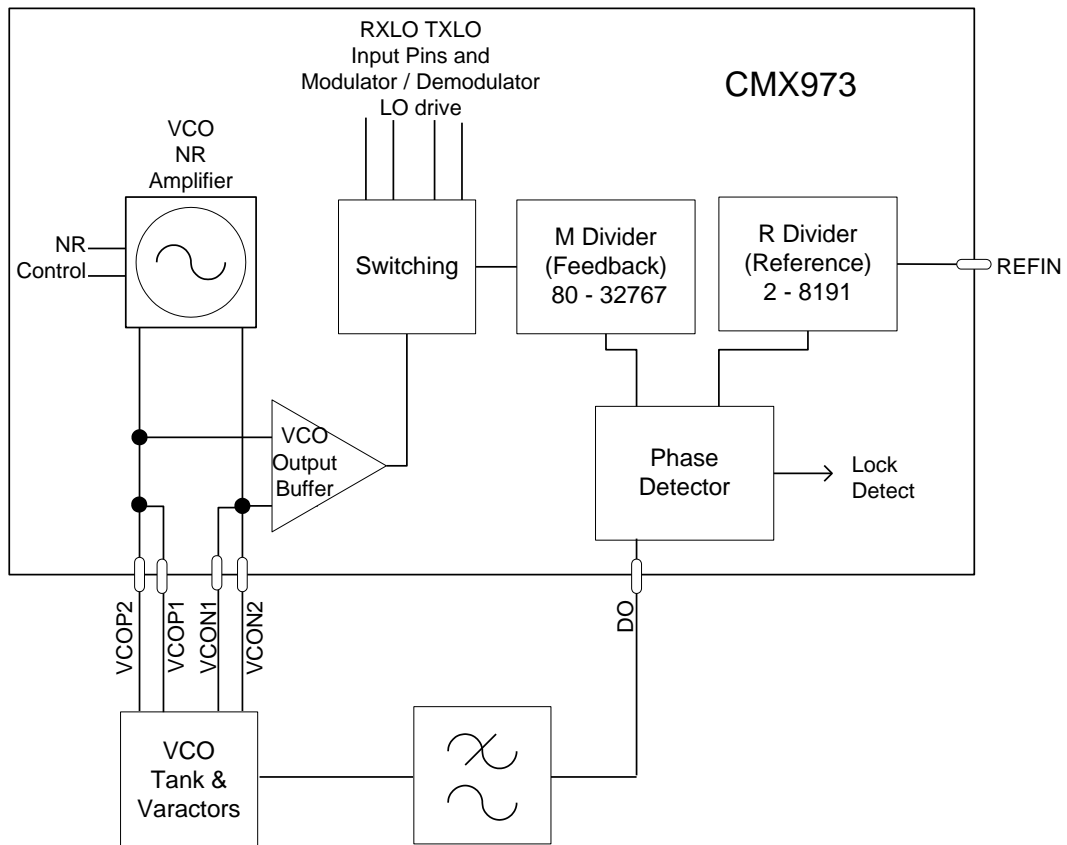 RXLO TXLO
Input Pins and
Modulator / Demodulator
LO drive
CMX973
VCO
NR
Amplifier
NR
Control
Switching
M Divider
(Feedback)
80 - 32767
R Divider
(Reference)
2 - 8191
REFIN
VCO
Output
Buffer
Phase
Detector
Lock
Detect
VCOP2
VCOP1
VCON1
VCON2
DO
VCO
Tank &
Varactors